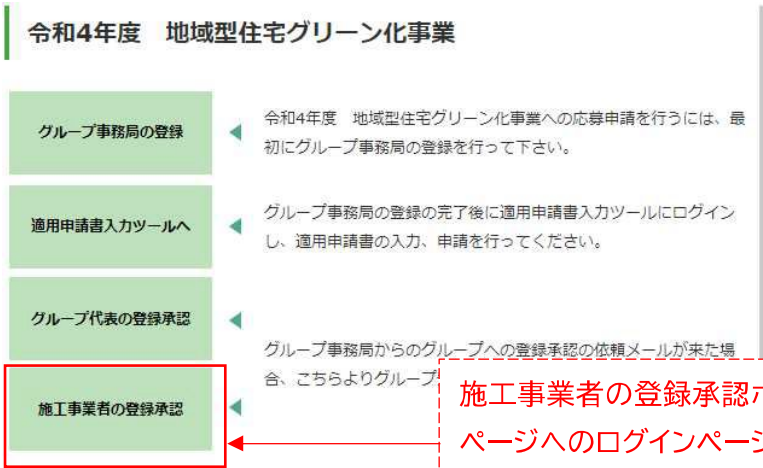 令和4年度　地域型住宅グリーン化事業
グループ事務局の登録
令和4年度　地域型住宅グリーン化事業への応募申請を行うには、最
初にグループ事務局の登録を行って下さい。
適用申請書入力ツールへ
グループ事務局の登録の完了後に適用申請書入力ツールにログイン
し、適用申請書の入力、申請を行ってください。
グループ代表の登録承認
グループ事務局からのグループへの登録承認の依頼メールが来た場
合、こちらよりグループ
施工事業者の登録承認
施工事業者の登録承認
ページへのログインペー